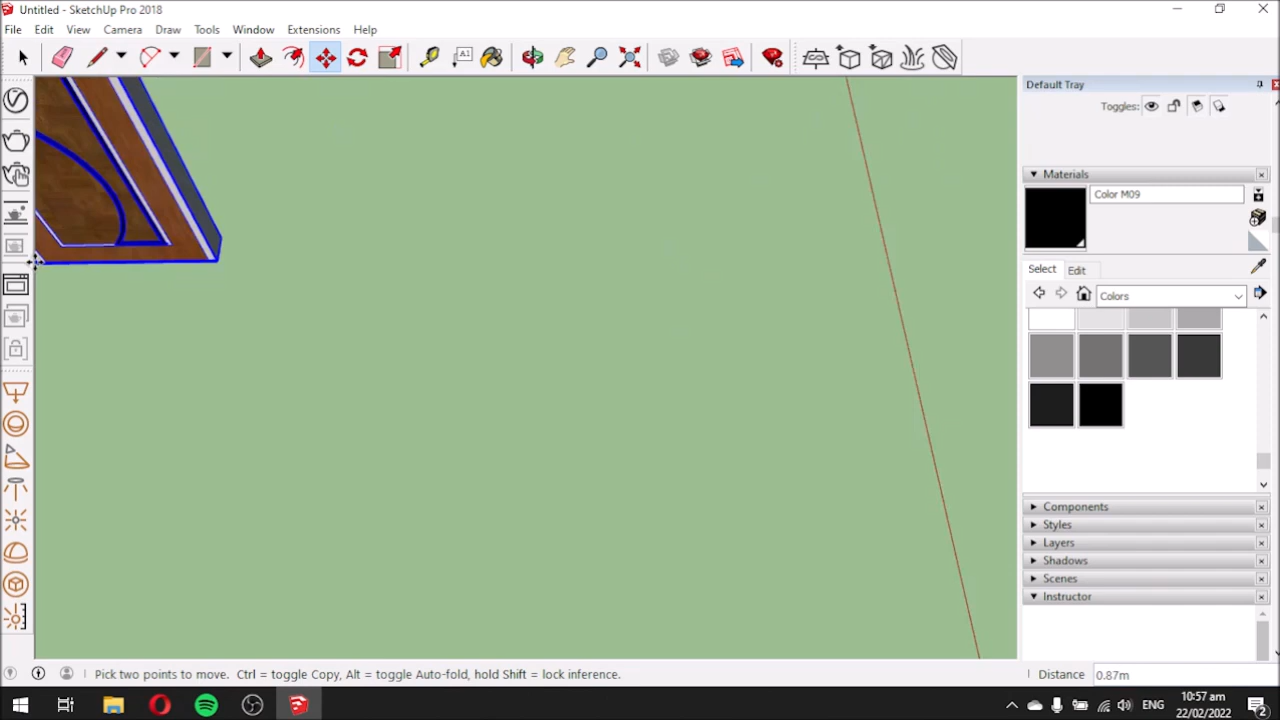 Untitled - SketchUp Pro 2018
File Edit View Camera Draw Tools Window Extensions Help
A1
Default Tray
Toggles:
Materials
Color M09
Select Edit
Colors
Components
Styles
Layers
Shadows
Scenes
Instructor
Pick two points to move. Ctrl = toggle Copy, Alt = toggle Auto-fold, hold Shift = lock inference.
Distance 0.87m
ENG
10:57 am
22/02/2022
2